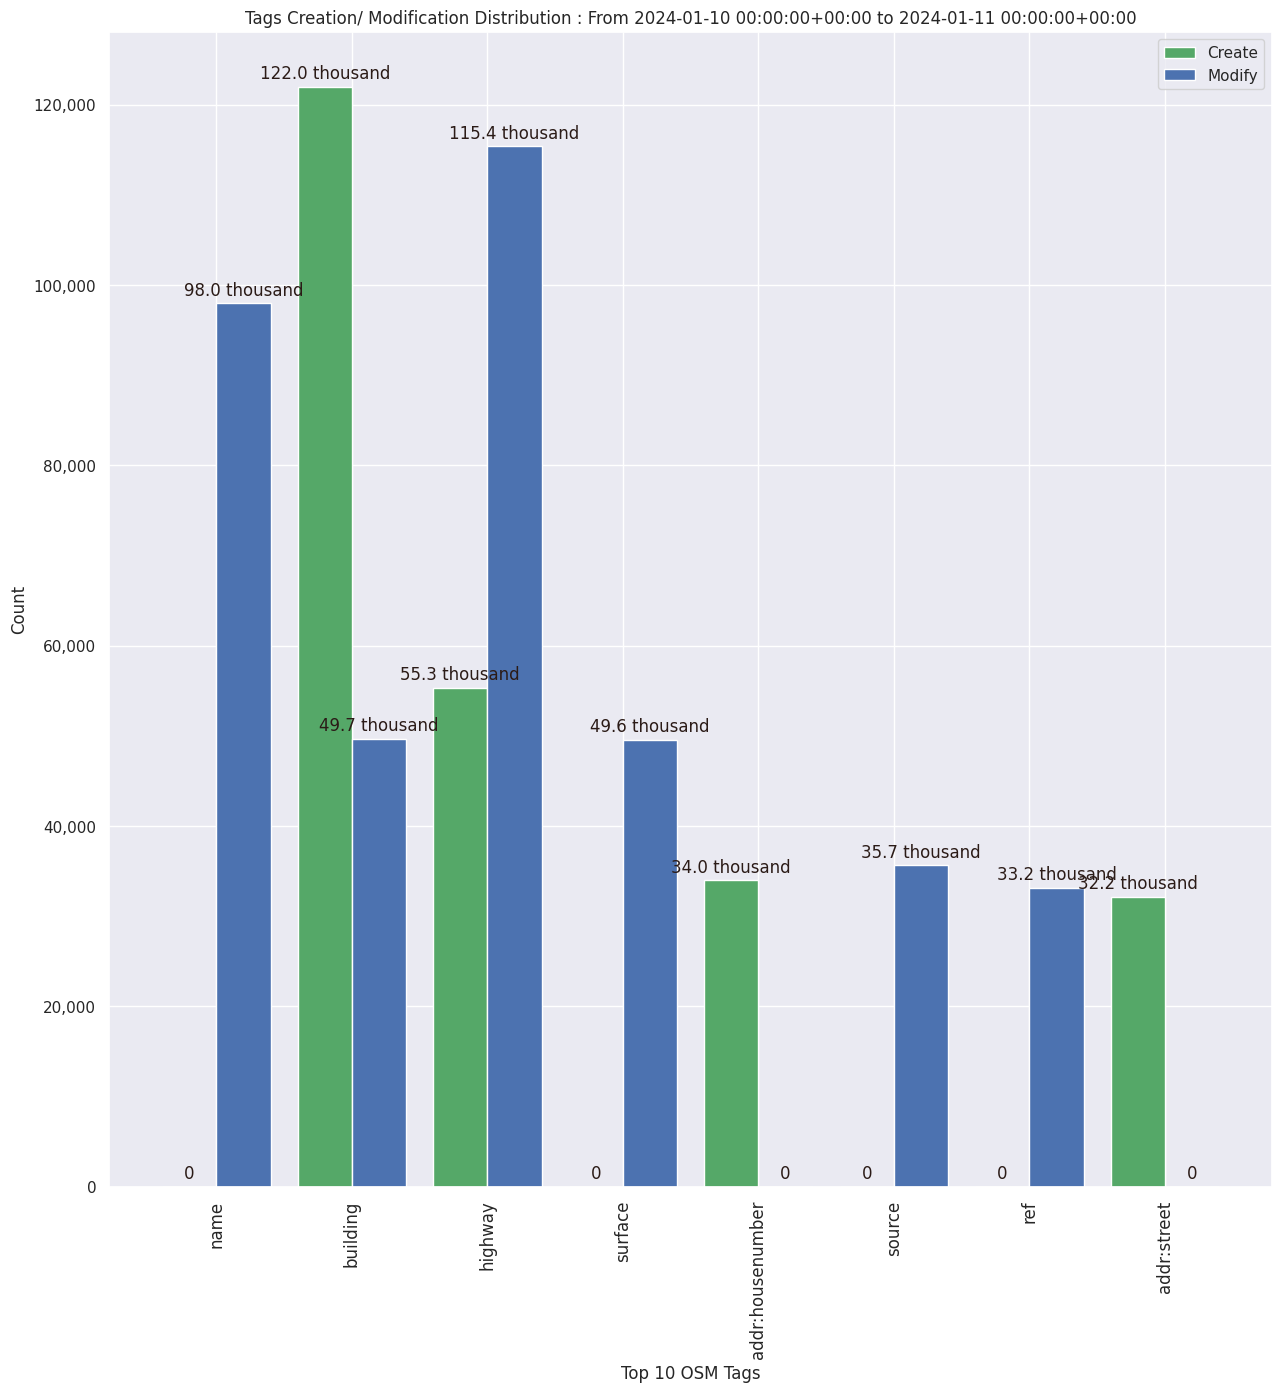 Tags Creation/ Modification Distribution : From 2024-01-10 00:00:00+00:00 to 2024-01-11 00:00:00+00:00
Create
Modify
Count
120,000
100,000
80,000
60,000
40,000
20,000
0
122.0 thousand
115.4 thousand
98.0 thousand
55.3 thousand
49.7 thousand
49.6 thousand
34.0 thousand
35.7 thousand
33.2 thousand
32.2 thousand
0
0
0
0
0
0
name
building
highway
surface
addr:housenumber
source
ref
addr:street
Top 10 OSM Tags